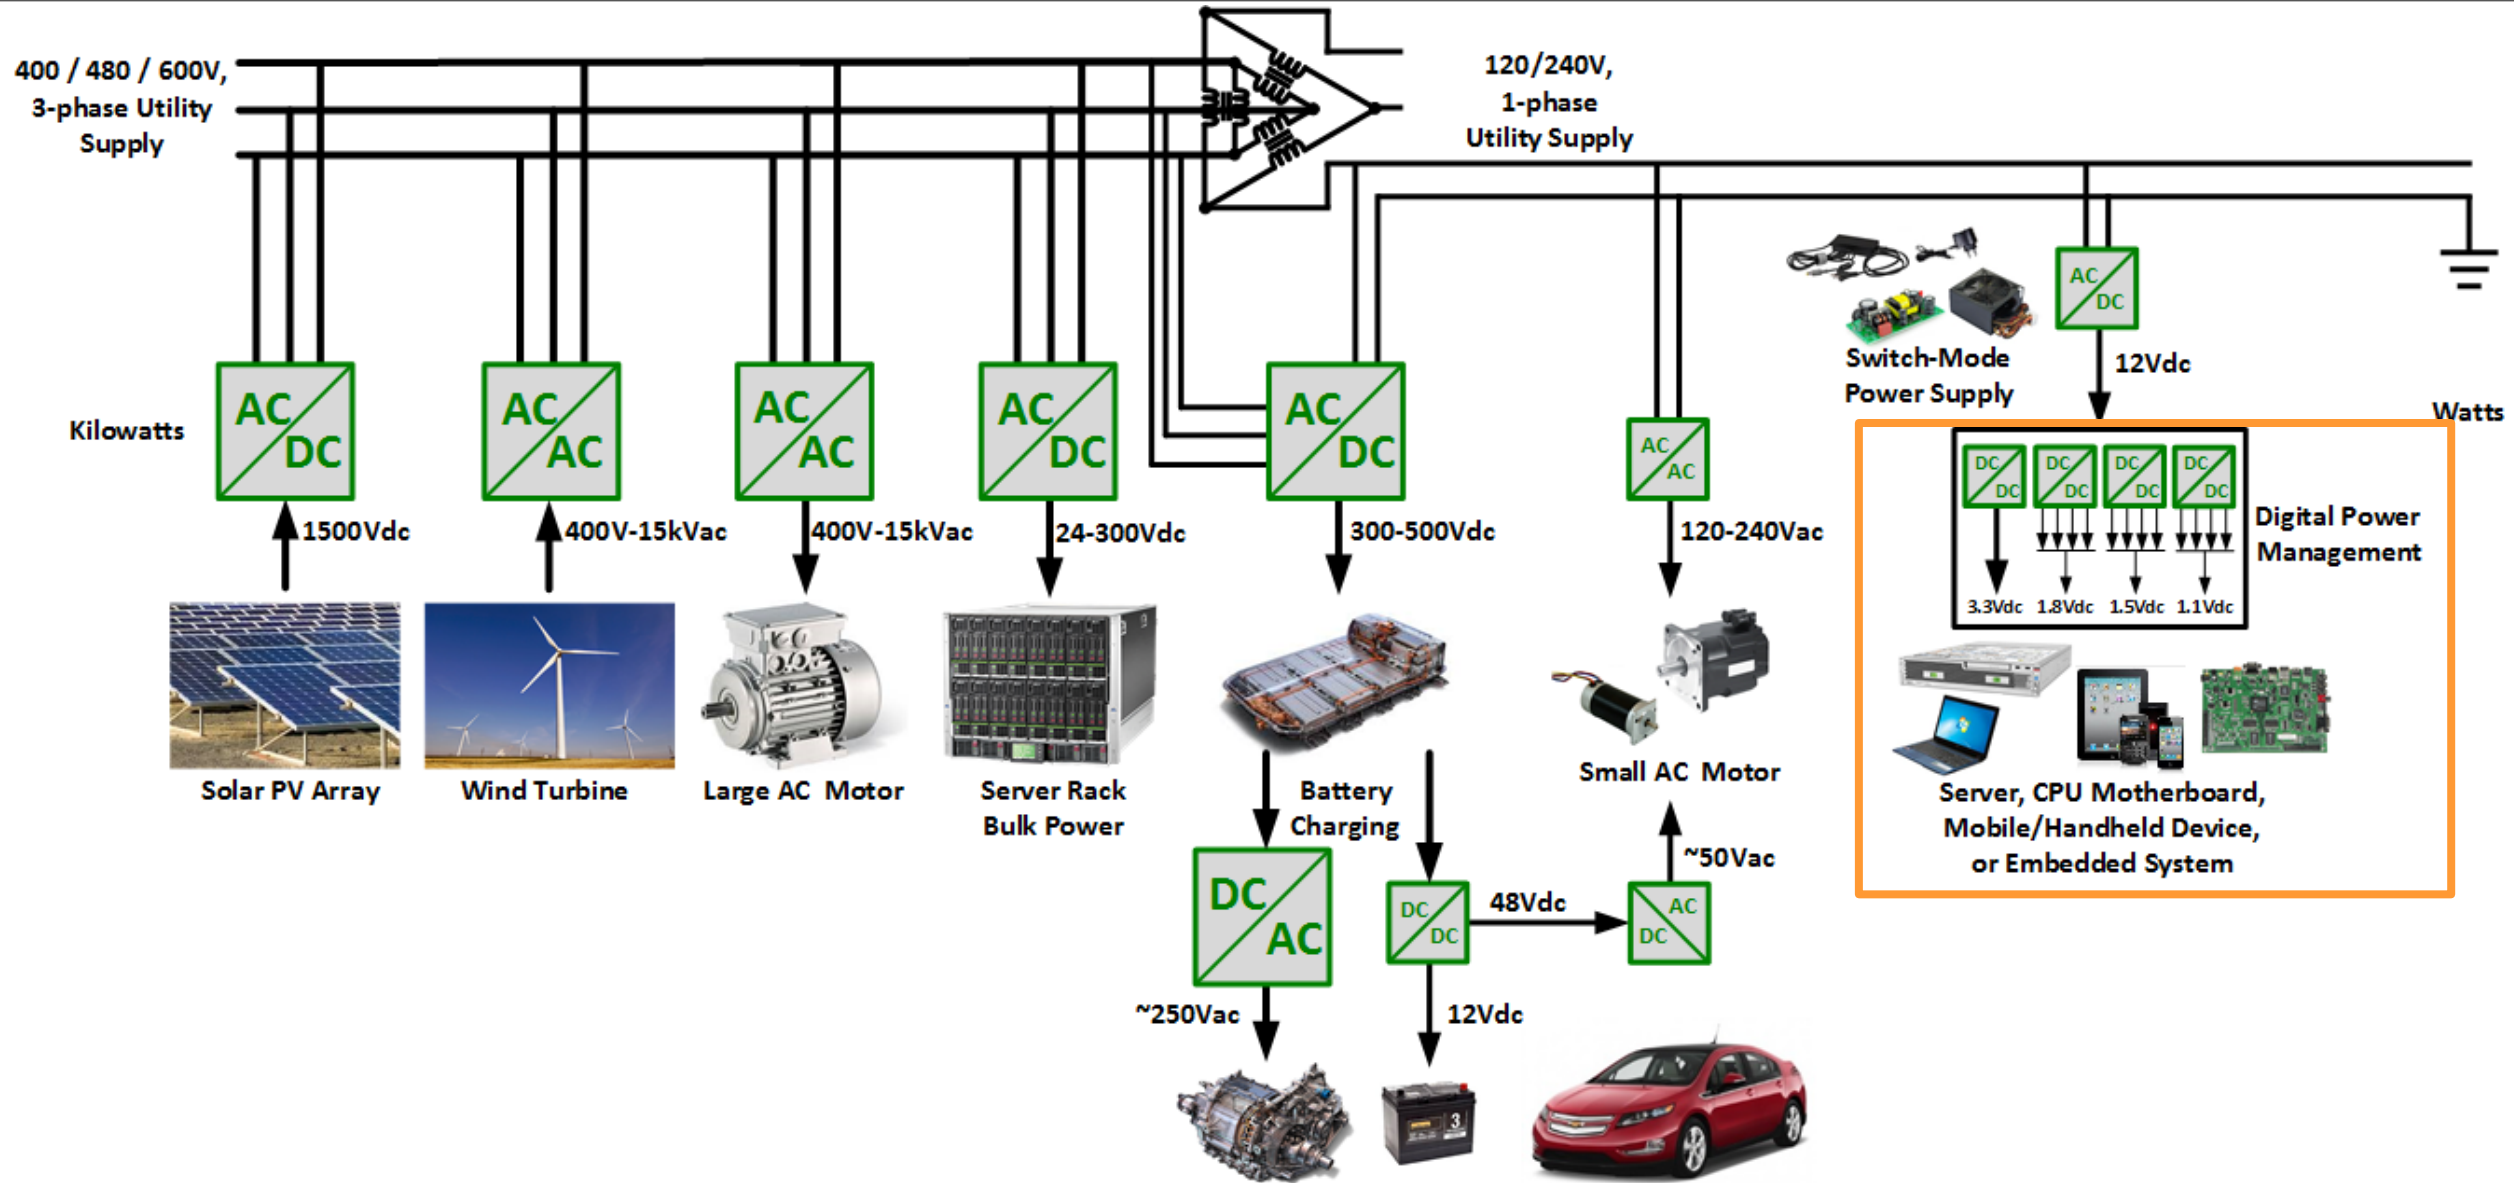 400 / 480 / 600V,
3-phase Utility
Supply
120/240V,
1-phase
Utility Supply
Kilowatts
Watts
AC
DC
AC
AC
AC
AC
AC
DC
AC
DC
AC
AC
AC
DC
Switch-Mode
Power Supply
12Vdc
DC
DC
DC
DC
DC
DC
DC
DC
Digital Power
Management
3.3Vdc
1.8Vdc
1.5Vdc
1.1Vdc
1500Vdc
400V-15kVac
400V-15kVac
24-300Vdc
300-500Vdc
120-240Vac
Solar PV Array
Wind Turbine
Large AC Motor
Server Rack
Bulk Power
Battery
Charging
Small AC Motor
Server, CPU Motherboard,
Mobile/Handheld Device,
or Embedded System
DC
AC
DC
DC
48Vdc
AC
DC
~50Vac
~250Vac
12Vdc
3